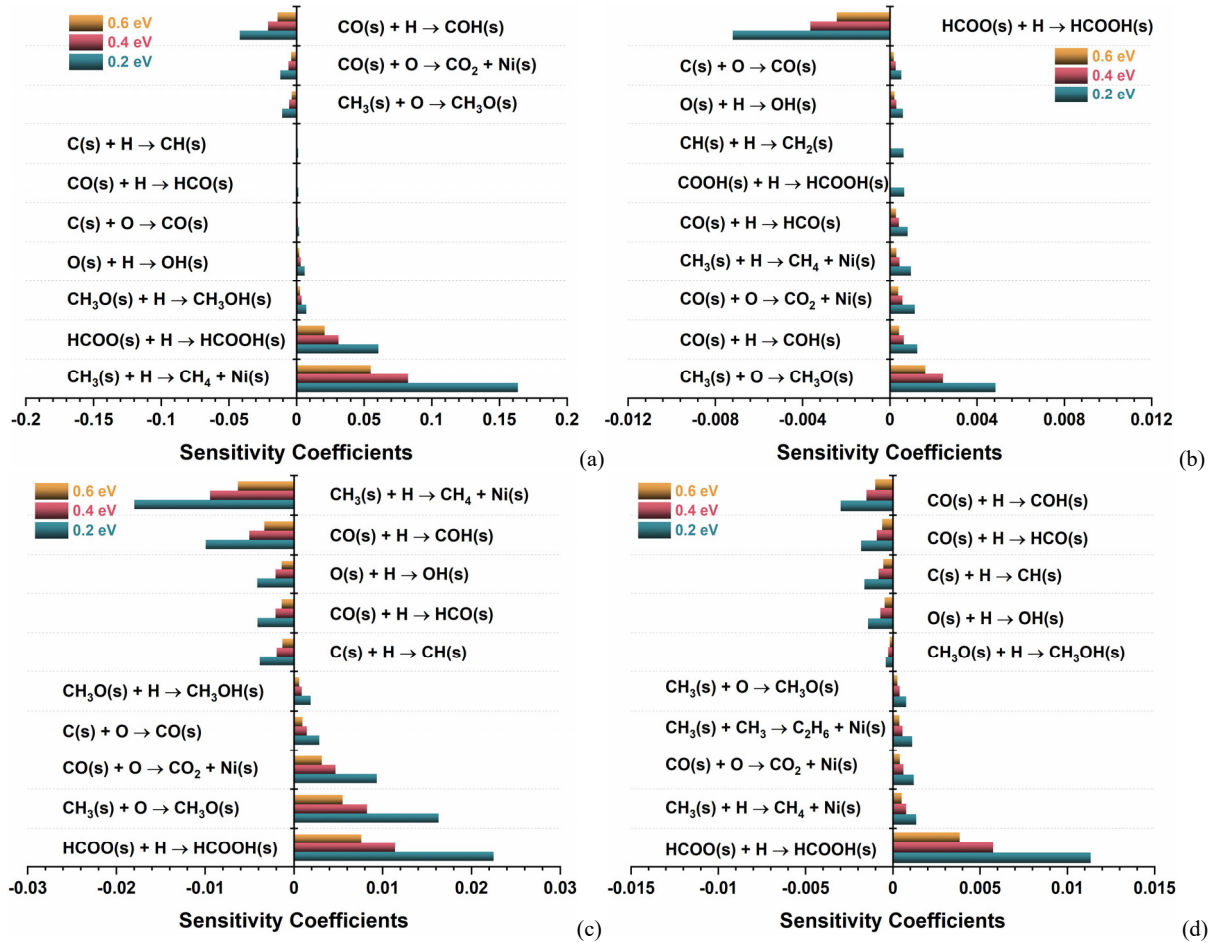 0.6 eV
0.4 eV
0.2 eV
CO(s) + H → COH(s)
CO(s) + O → CO₂ + Ni(s)
CH₃(s) + O → CH₃O(s)
C(s) + H → CH(s)
CO(s) + H → HCO(s)
C(s) + O → CO(s)
O(s) + H → OH(s)
CH₃O(s) + H → CH₃OH(s)
HCOO(s) + H → HCOOH(s)
CH₃(s) + H → CH₄ + Ni(s)
-0.2 -0.15 -0.1 -0.05 0 0.05 0.1 0.15 0.2
Sensitivity Coefficients
(a)
HCOO(s) + H → HCOOH(s)
0.6 eV
0.4 eV
0.2 eV
C(s) + O → CO(s)
O(s) + H → OH(s)
CH(s) + H → CH₂(s)
COOH(s) + H → HCOOH(s)
CO(s) + H → HCO(s)
CH₃(s) + H → CH₄ + Ni(s)
CO(s) + O → CO₂ + Ni(s)
CO(s) + H → COH(s)
CH₃(s) + O → CH₃O(s)
-0.012 -0.008 -0.004 0 0.004 0.008 0.012
Sensitivity Coefficients
(b)
0.6 eV
0.4 eV
0.2 eV
CH₃(s) + H → CH₄ + Ni(s)
CO(s) + H → COH(s)
O(s) + H → OH(s)
CO(s) + H → HCO(s)
C(s) + H → CH(s)
CH₃O(s) + H → CH₃OH(s)
C(s) + O → CO(s)
CO(s) + O → CO₂ + Ni(s)
CH₃(s) + O → CH₃O(s)
HCOO(s) + H → HCOOH(s)
-0.03 -0.02 -0.01 0 0.01 0.02 0.03
Sensitivity Coefficients
(c)
0.6 eV
0.4 eV
0.2 eV
CO(s) + H → COH(s)
CO(s) + H → HCO(s)
C(s) + H → CH(s)
O(s) + H → OH(s)
CH₃O(s) + H → CH₃OH(s)
CH₃(s) + O → CH₃O(s)
CH₃(s) + CH₃ → C₂H₆ + Ni(s)
CO(s) + O → CO₂ + Ni(s)
CH₃(s) + H → CH₄ + Ni(s)
HCOO(s) + H → HCOOH(s)
-0.015 -0.01 -0.005 0 0.005 0.01 0.015
Sensitivity Coefficients
(d)